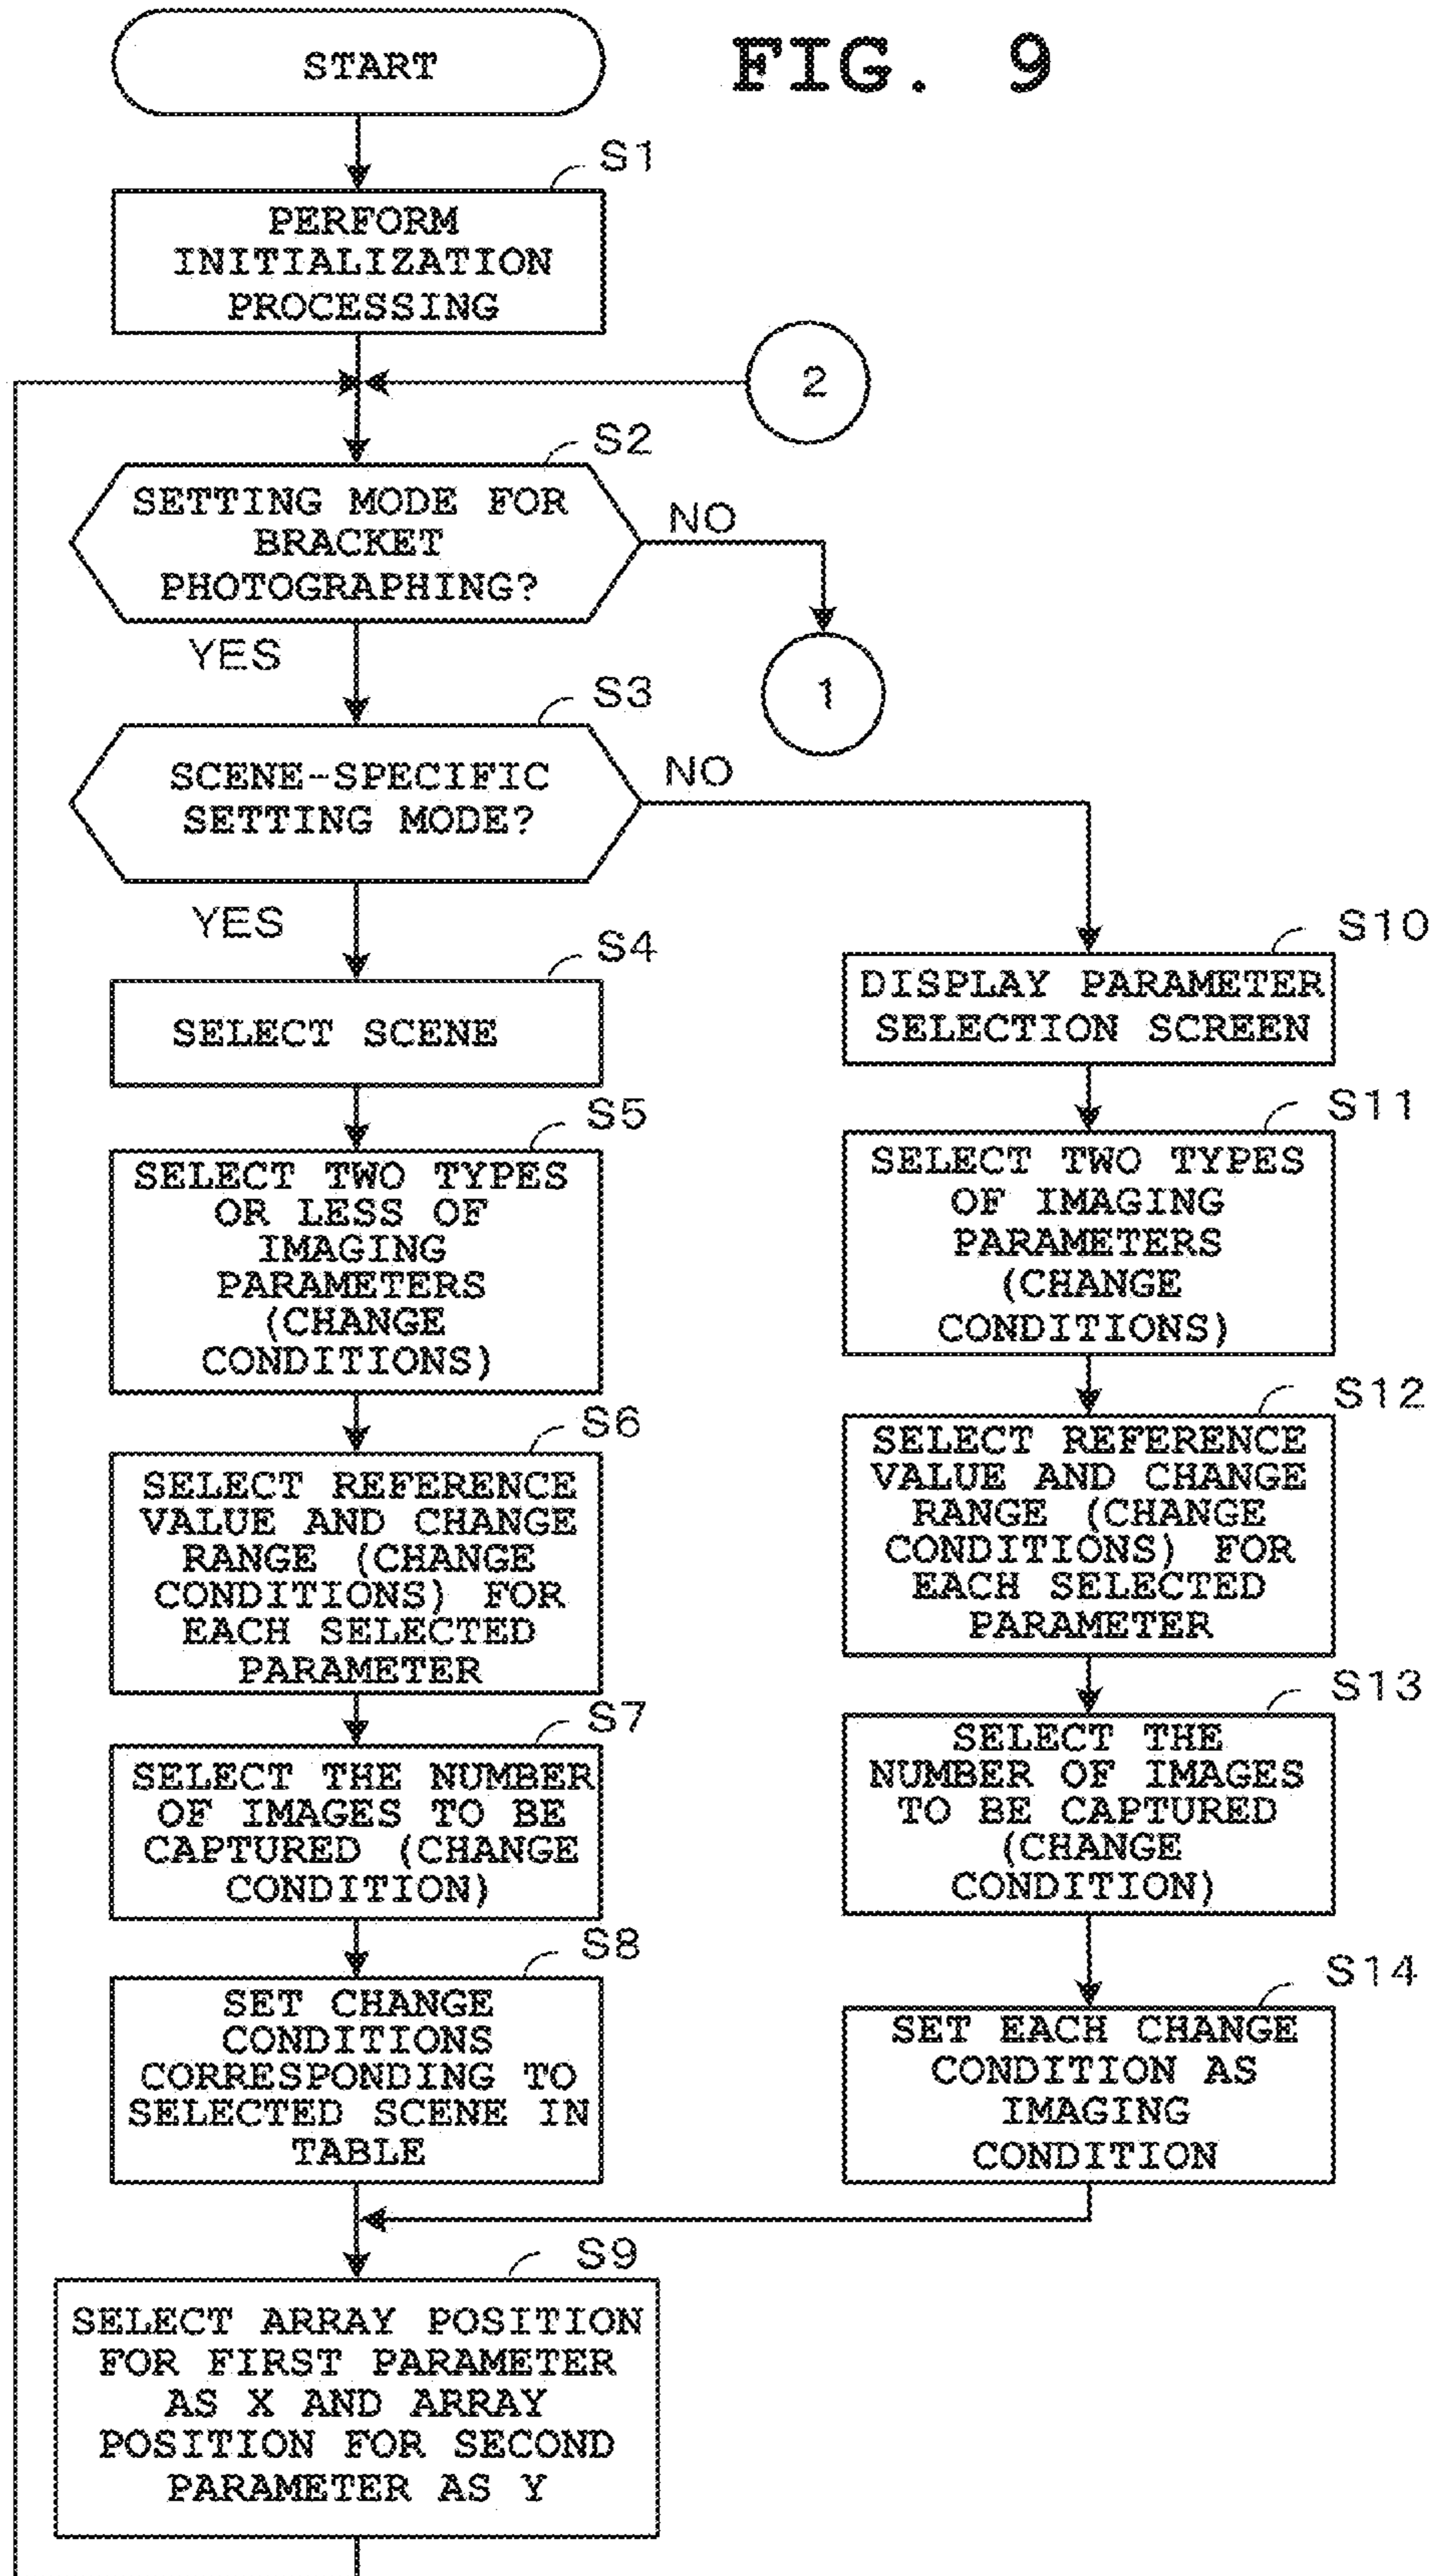 FIG. 9
START
S1
PERFORM
INITIALIZATION
PROCESSING
2
S2
SETTING MODE FOR
BRACKET
PHOTOGRAPHING?
NO
1
YES
S3
SCENE-SPECIFIC
SETTING MODE?
NO
YES
S4
SELECT SCENE
S5
SELECT TWO TYPES
OR LESS OF
IMAGING
PARAMETERS
(CHANGE
CONDITIONS)
S6
SELECT REFERENCE
VALUE AND CHANGE
RANGE (CHANGE
CONDITIONS) FOR
EACH SELECTED
PARAMETER
S7
SELECT THE NUMBER
OF IMAGES TO BE
CAPTURED (CHANGE
CONDITION)
S8
SET CHANGE
CONDITIONS
CORRESPONDING TO
SELECTED SCENE IN
TABLE
S10
DISPLAY PARAMETER
SELECTION SCREEN
S11
SELECT TWO TYPES
OF IMAGING
PARAMETERS
(CHANGE
CONDITIONS)
S12
SELECT REFERENCE
VALUE AND CHANGE
RANGE (CHANGE
CONDITIONS) FOR
EACH SELECTED
PARAMETER
S13
SELECT THE
NUMBER OF IMAGES
TO BE CAPTURED
(CHANGE
CONDITION)
S14
SET EACH CHANGE
CONDITION AS
IMAGING
CONDITION
S9
SELECT ARRAY POSITION
FOR FIRST PARAMETER
AS X AND ARRAY
POSITION FOR SECOND
PARAMETER AS Y